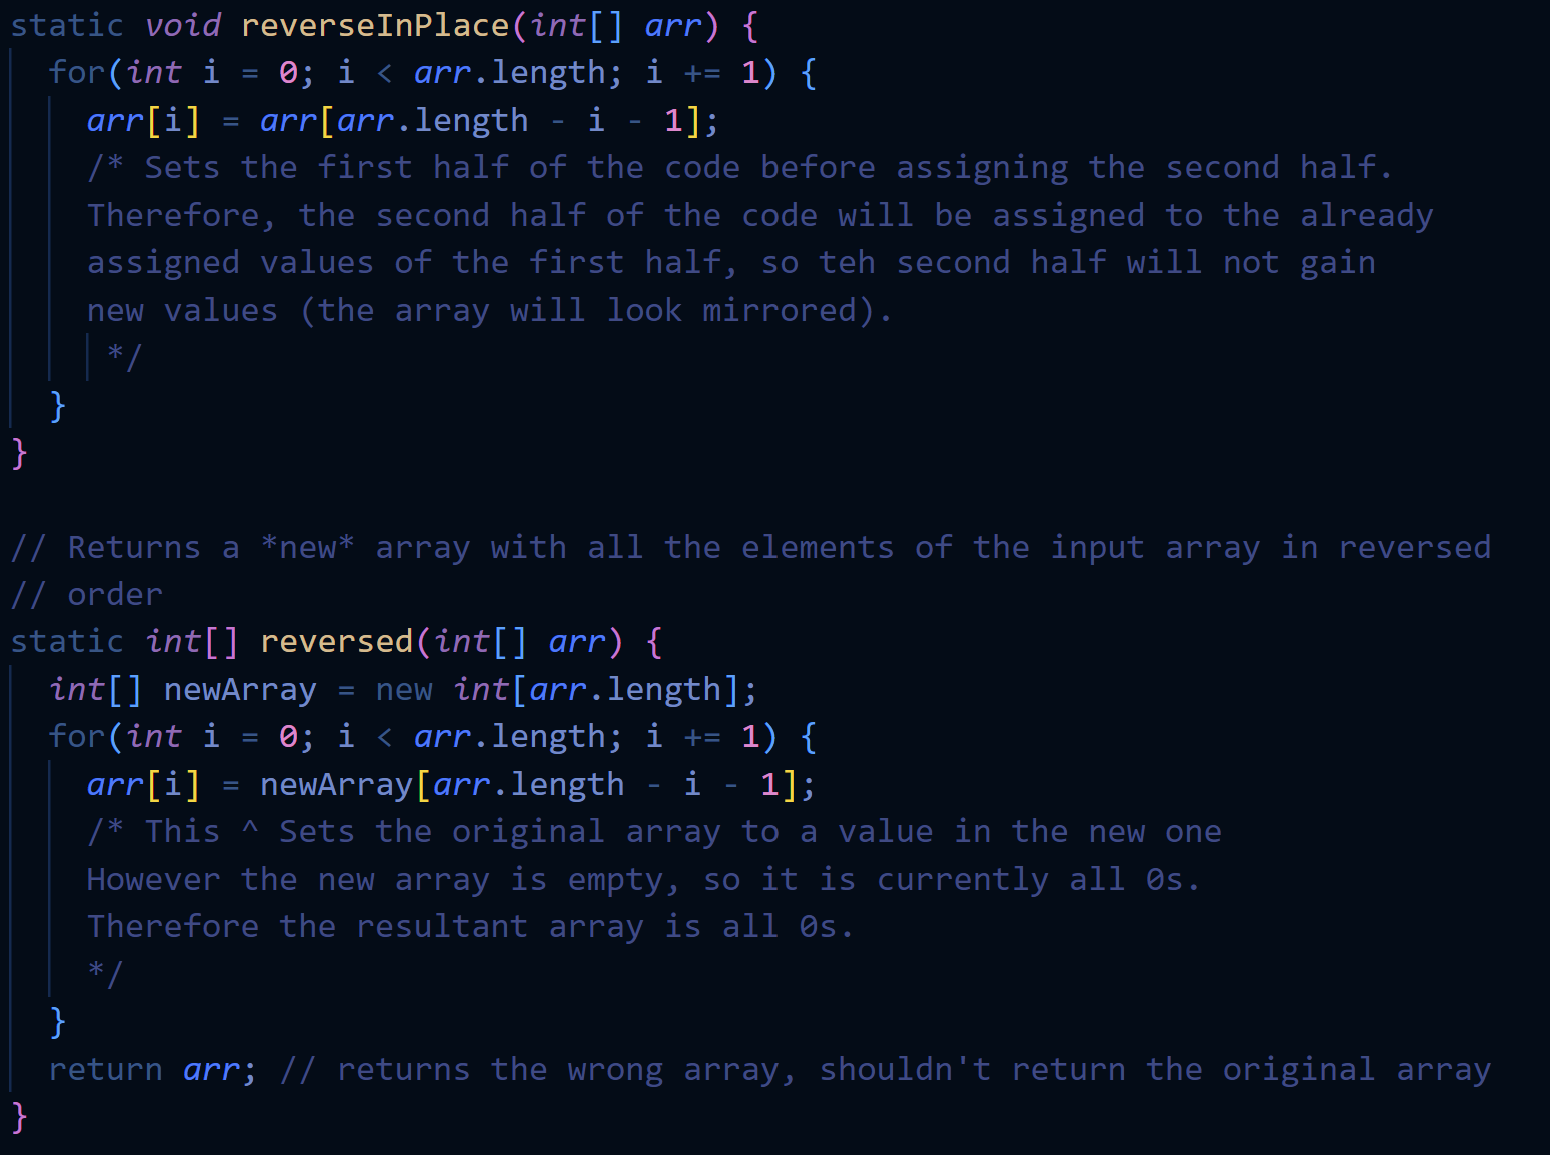 static void reverseInPlace(int[] arr) {
for(int i = 0; i < arr.length; i += 1) {
arr[i] = arr[arr.length - i - 1];
/* Sets the first half of the code before assigning the second half.
Therefore, the second half of the code will be assigned to the already
assigned values of the first half, so teh second half will not gain
new values (the array will look mirrored).
*/
}
}
// Returns a *new* array with all the elements of the input array in reversed
// order
static int[] reversed(int[] arr) {
int[] newArray = new int[arr.length];
for(int i = 0; i < arr.length; i += 1) {
arr[i] = newArray[arr.length - i - 1];
/* This ^ Sets the original array to a value in the new one
However the new array is empty, so it is currently all 0s.
Therefore the resultant array is all 0s.
*/
}
return arr; // returns the wrong array, shouldn't return the original array
}